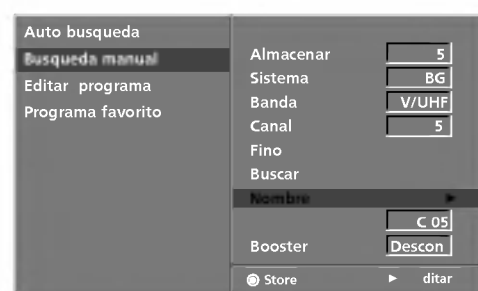 Auto busqueda
Busqueda manual
Editar programa
Programa favorito
Almacenar 5
Sistema BG
Banda V/UHF
Canal 5
Fino
Buscar
Nombre ►
C 05
Booster Descon
Store ► ditar